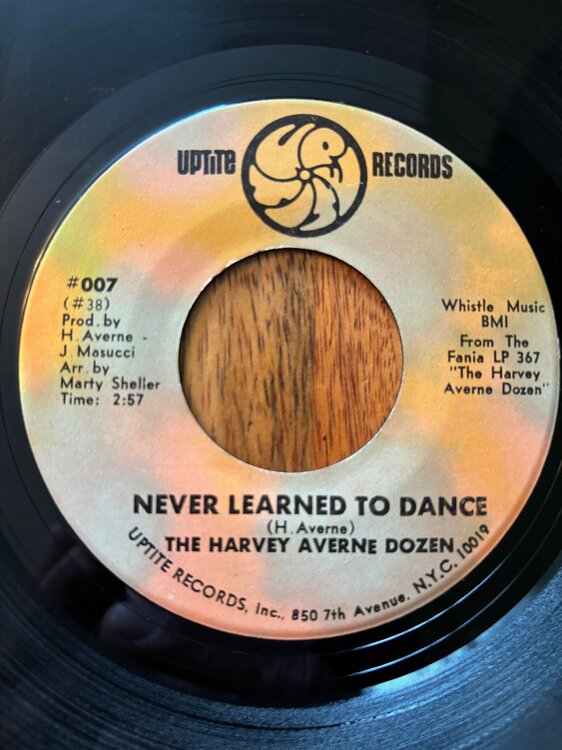 UPTITE RECORDS
#007
(#38)
Prod. by
H. Averne -
J. Masucci
Arr. by
Marty Sheller
Time: 2:57
Whistle Music
BMI
From The
Fania LP 367
"The Harvey
Averne Dozen"
NEVER LEARNED TO DANCE
(H. Averne)
THE HARVEY AVERNE DOZEN
UPTITE RECORDS, Inc., 850 7th Avenue, N.Y.C. 10019